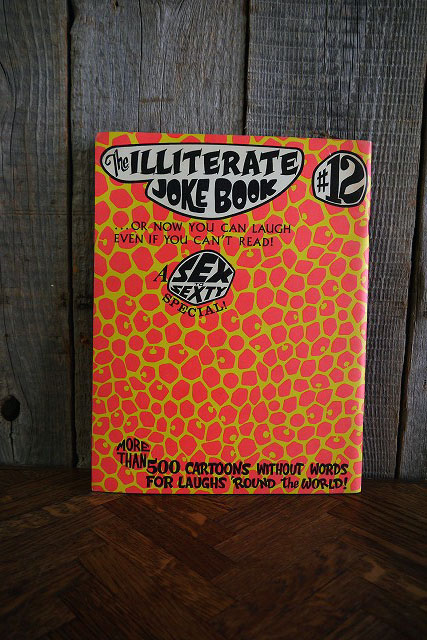 The ILLITERATE
JOKE BOOK
#12
...OR NOW YOU CAN LAUGH
EVEN IF YOU CAN'T READ!
A
SEX
TO
SEXTY
SPECIAL!
MORE
THAN 500 CARTOONS WITHOUT WORDS
FOR LAUGHS 'ROUND the WORLD!